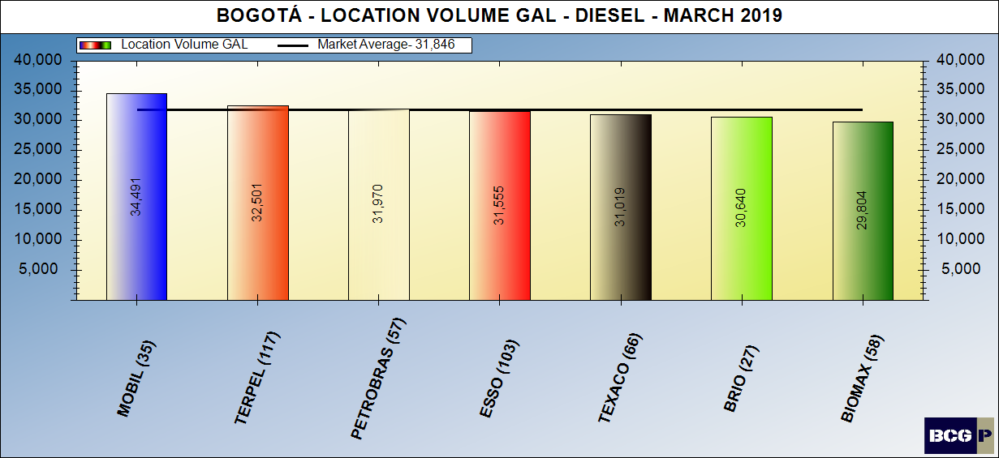 BOGOTÁ - LOCATION VOLUME GAL - DIESEL - MARCH 2019
Location Volume GAL
Market Average- 31,846
40,000
35,000
30,000
25,000
20,000
15,000
10,000
5,000
34,491
32,501
31,970
31,555
31,019
30,640
29,804
40,000
35,000
30,000
25,000
20,000
15,000
10,000
5,000
MOBIL (35)
TERPEL (117)
PETROBRAS (57)
ESSO (103)
TEXACO (66)
BRIO (27)
BIOMAX (58)
BCG P